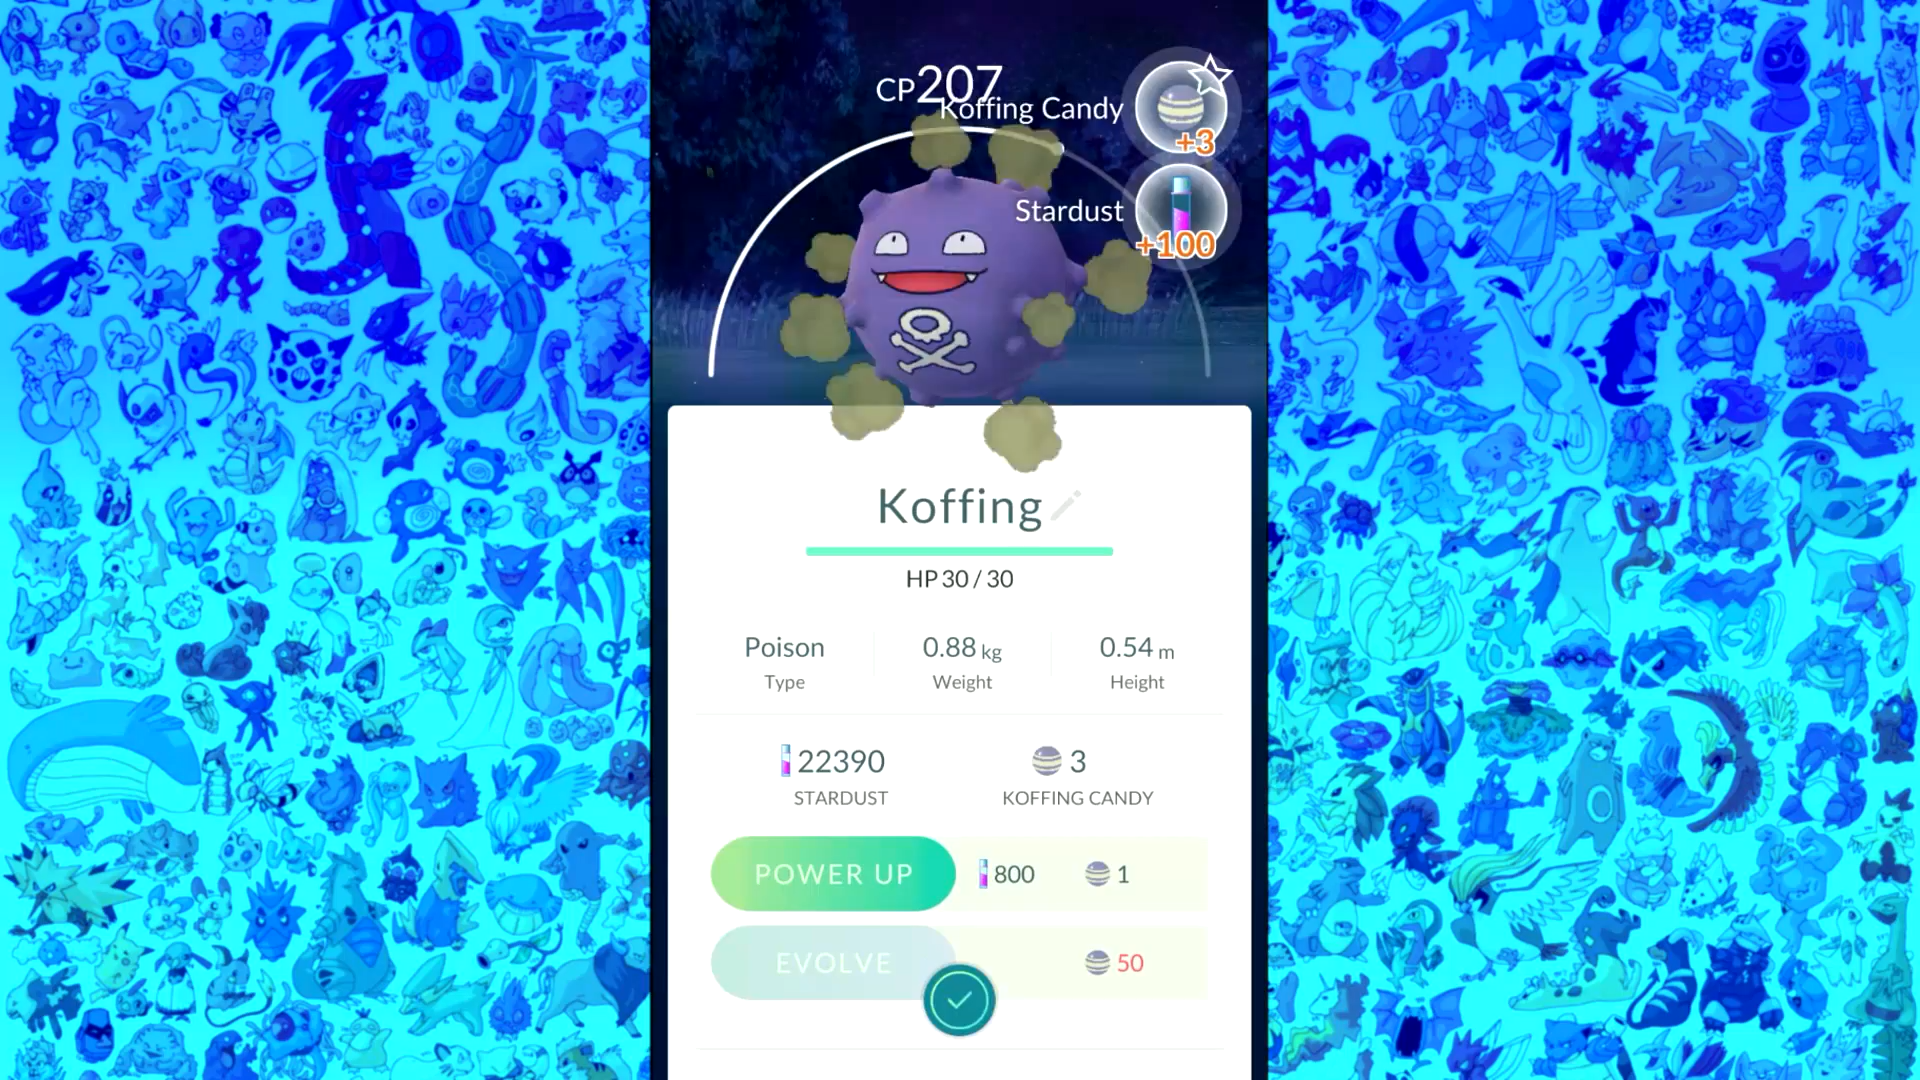 CP207
Koffing Candy
+3
Stardust
+100
Koffing
HP 30 / 30
Poison 0.88 kg 0.54 m
Type Weight Height
22390 3
STARDUST KOFFING CANDY
POWER UP 800 1
EVOLVE 50